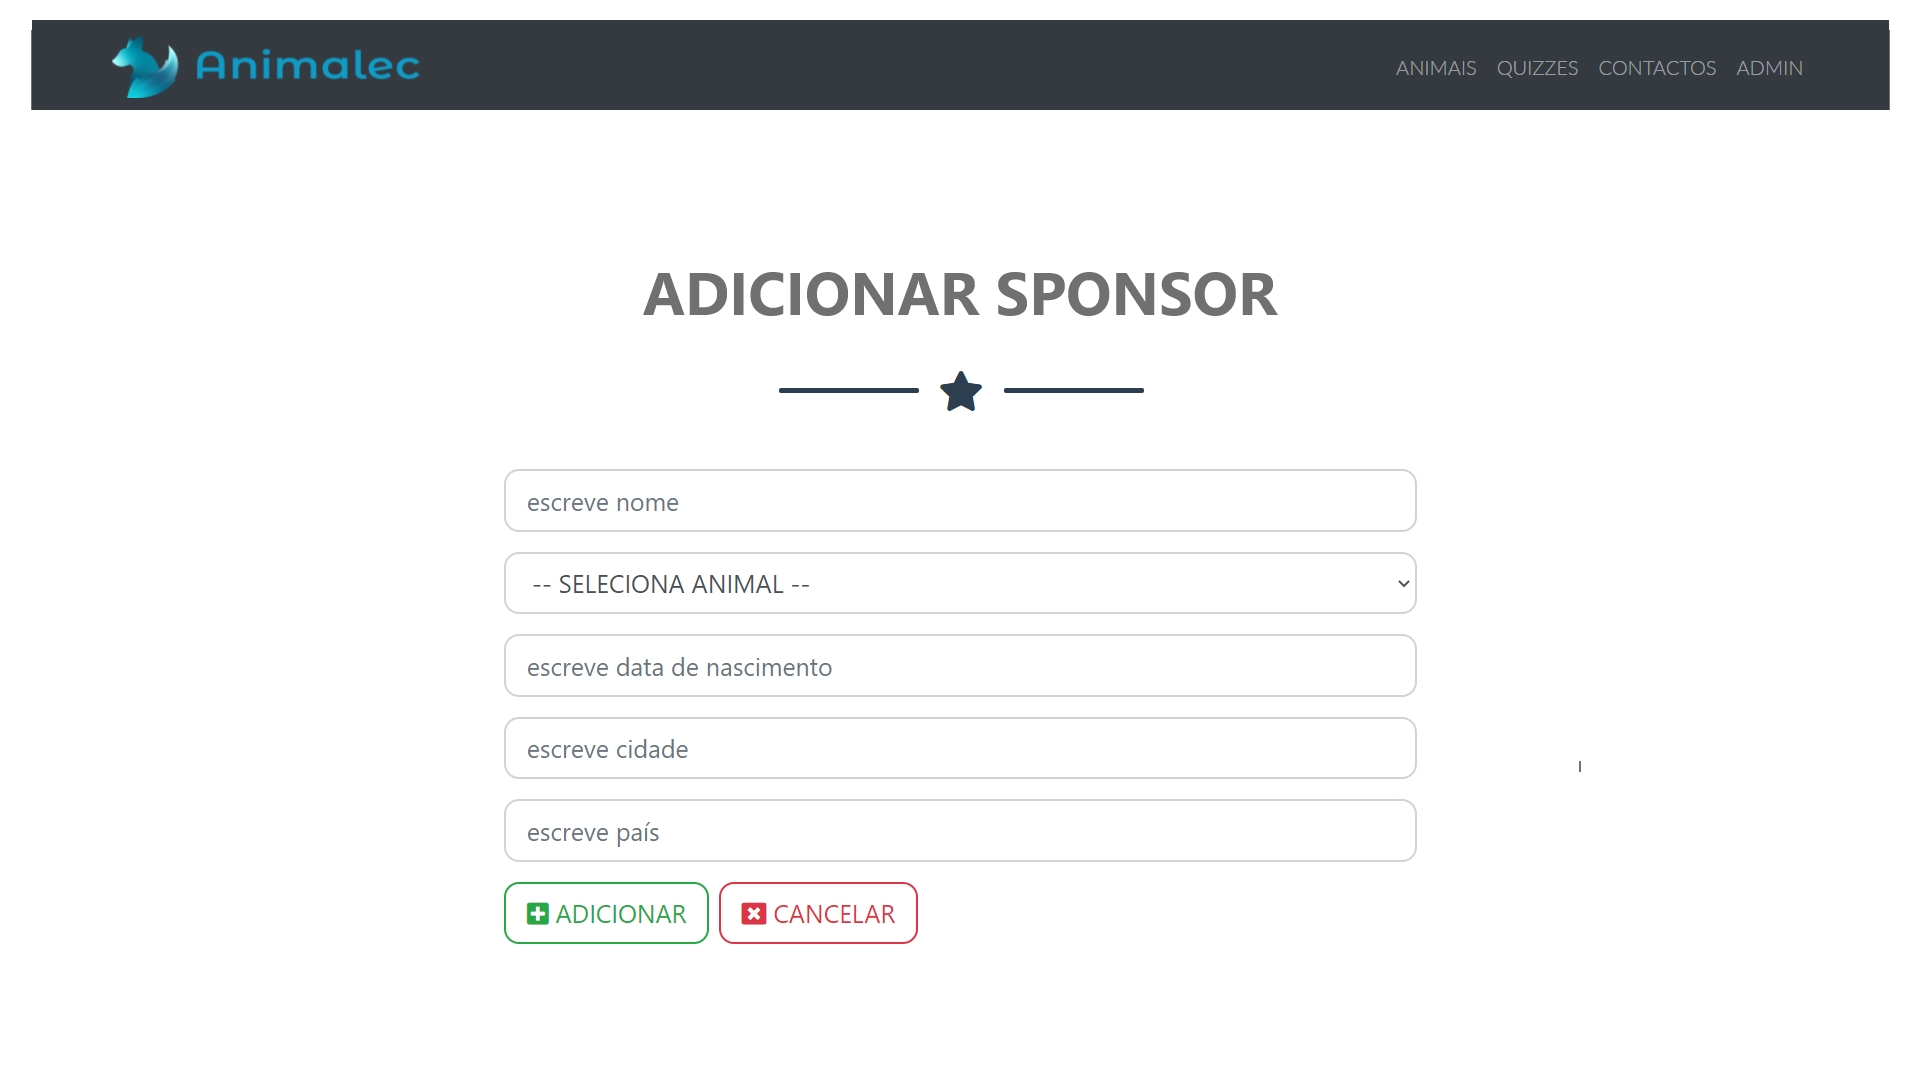 Animalec
ANIMAIS QUIZZES CONTACTOS ADMIN
ADICIONAR SPONSOR
escreve nome
-- SELECIONA ANIMAL --
escreve data de nascimento
escreve cidade
escreve país
ADICIONAR CANCELAR